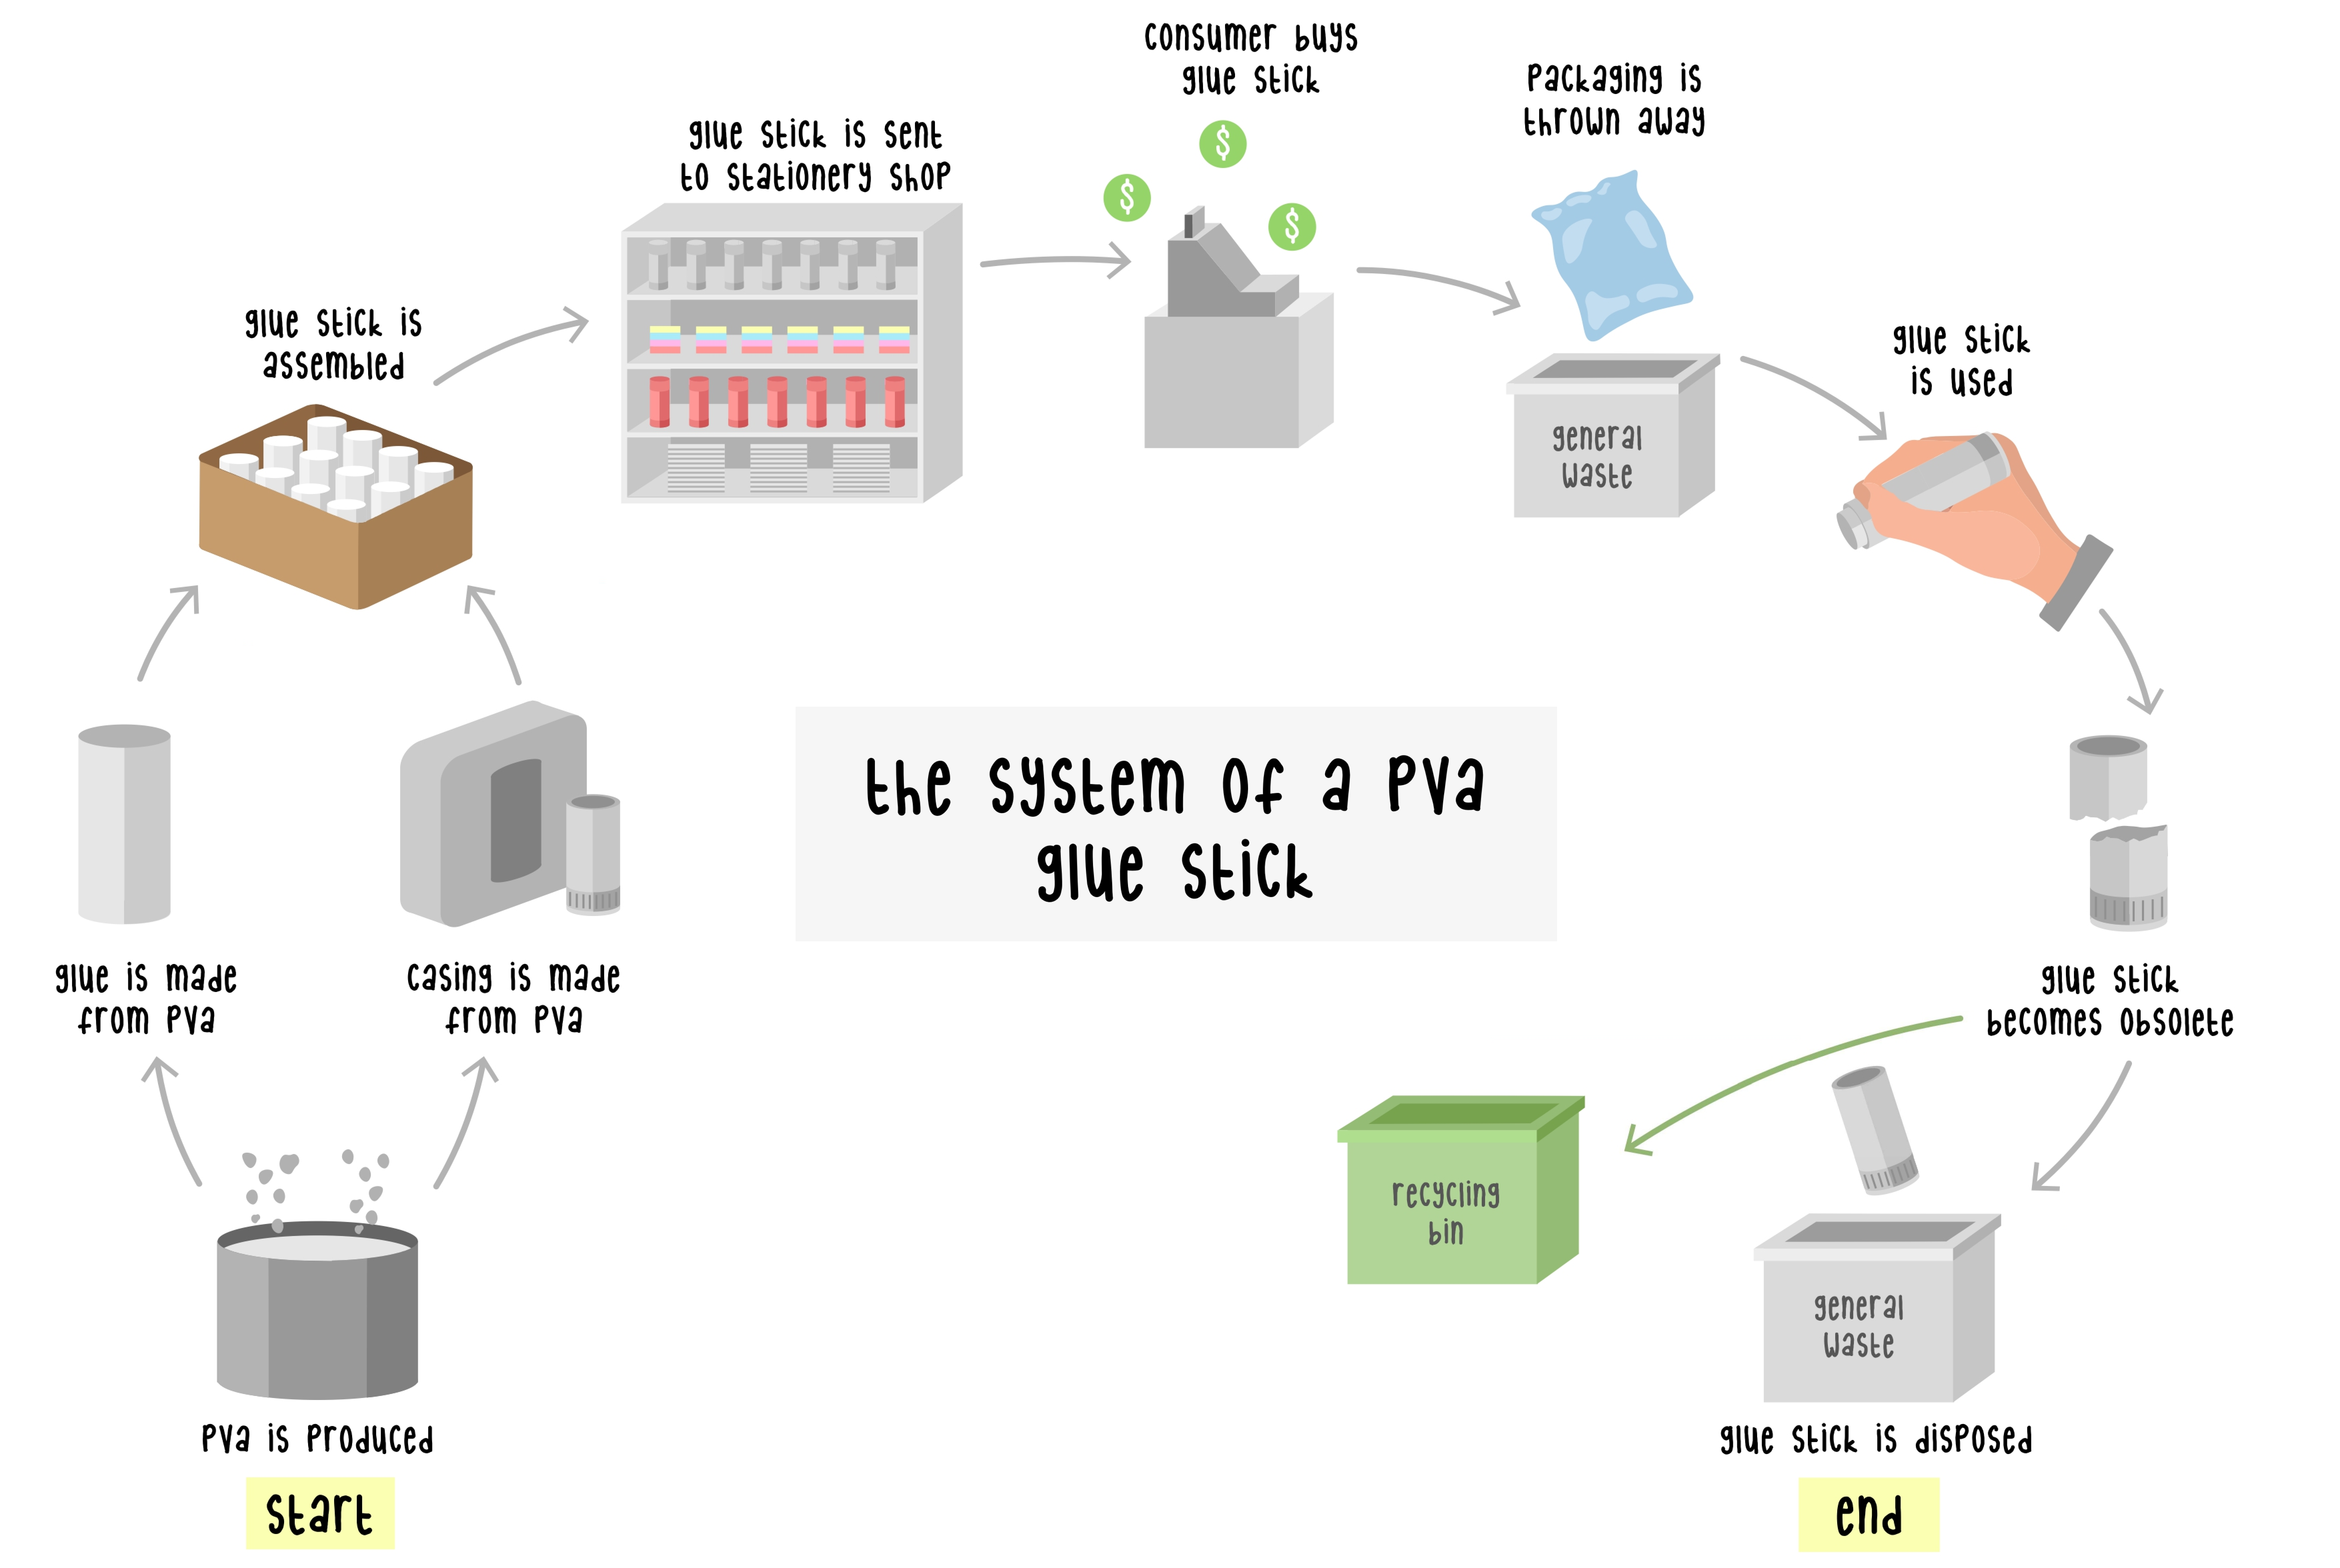 consumer buys
glue stick
Packaging is
thrown away
glue stick is sent
to stationery shop
$
$
$
glue stick is
assembled
glue stick
is used
general
waste
the system of a PVA
glue stick
glue is made
from PVA
casing is made
from PVA
glue stick
becomes obsolete
recycling
bin
general
waste
PVA is Produced
glue stick is disposed
start
end